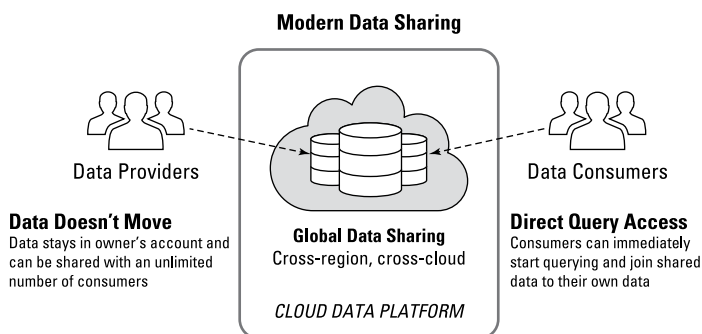 Modern Data Sharing
Data Providers
Data Doesn't Move
Data stays in owner's account and
can be shared with an unlimited
number of consumers
Global Data Sharing
Cross-region, cross-cloud
CLOUD DATA PLATFORM
Data Consumers
Direct Query Access
Consumers can immediately
start querying and join shared
data to their own data